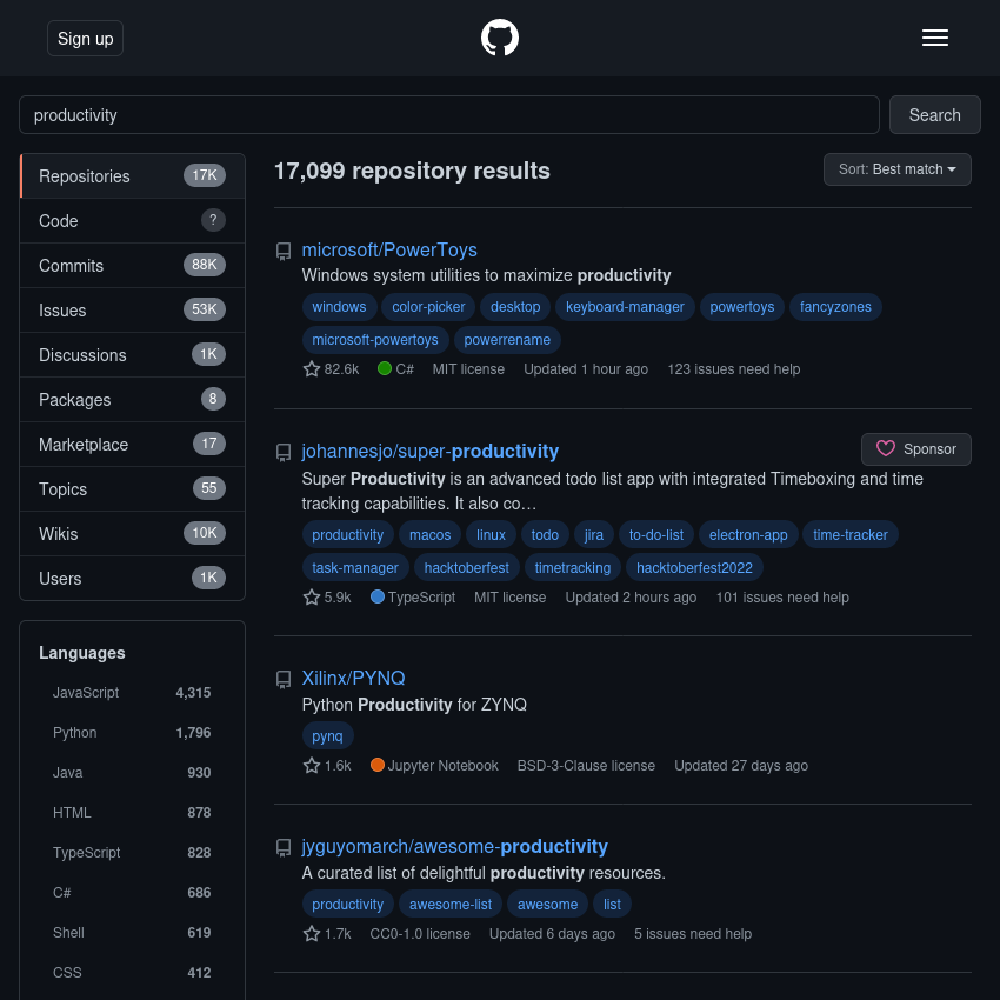 Sign up
productivity
Search
Repositories 17K
Code ?
Commits 88K
Issues 53K
Discussions 1K
Packages 8
Marketplace 17
Topics 55
Wikis 10K
Users 1K
Languages
JavaScript 4,315
Python 1,796
Java 930
HTML 878
TypeScript 828
C# 686
Shell 619
CSS 412
17,099 repository results
Sort: Best match
microsoft/PowerToys
Windows system utilities to maximize productivity
windows color-picker desktop keyboard-manager powertoys fancyzones
microsoft-powertoys powerrename
82.6k C# MIT license Updated 1 hour ago 123 issues need help
johannesjo/super-productivity
Sponsor
Super Productivity is an advanced todo list app with integrated Timeboxing and time
tracking capabilities. It also co…
productivity macos linux todo jira to-do-list electron-app time-tracker
task-manager hacktoberfest timetracking hacktoberfest2022
5.9k TypeScript MIT license Updated 2 hours ago 101 issues need help
Xilinx/PYNQ
Python Productivity for ZYNQ
pynq
1.6k Jupyter Notebook BSD-3-Clause license Updated 27 days ago
jyguyomarch/awesome-productivity
A curated list of delightful productivity resources.
productivity awesome-list awesome list
1.7k CC0-1.0 license Updated 6 days ago 5 issues need help